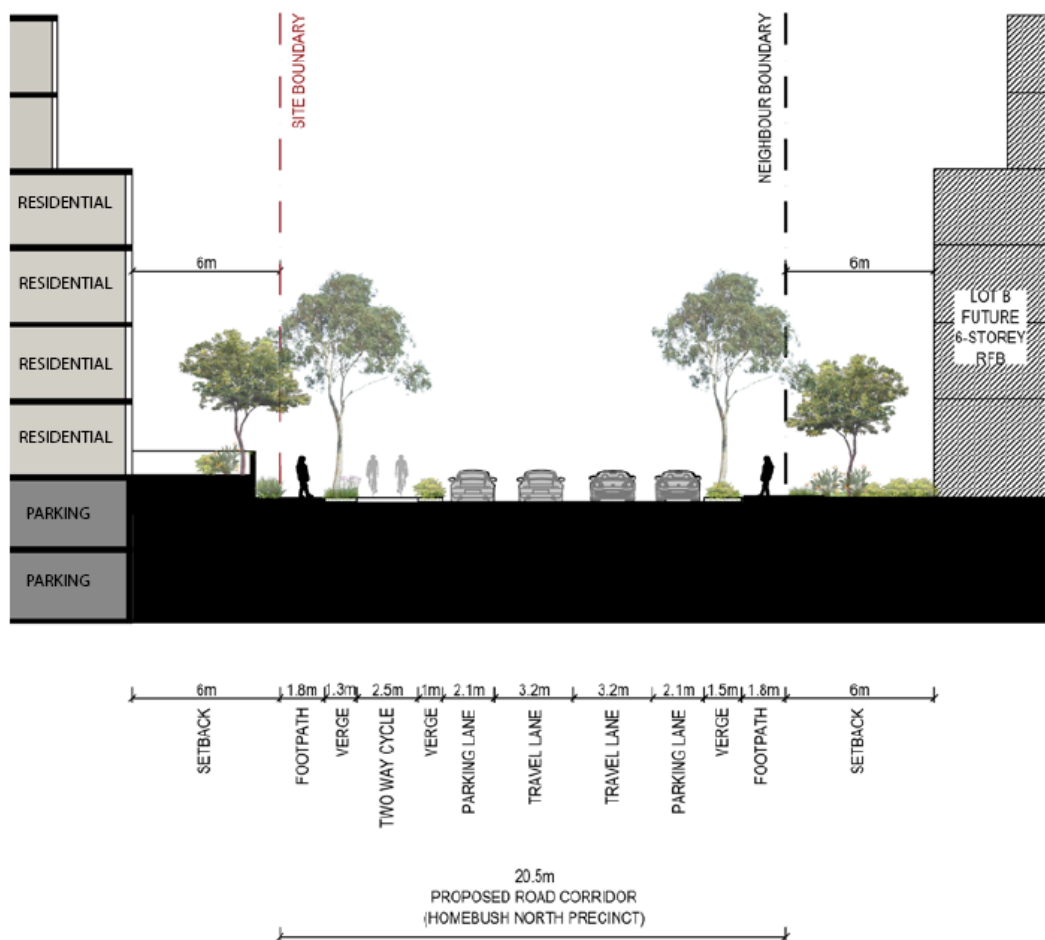 SITE BOUNDARY
NEIGHBOUR BOUNDARY
RESIDENTIAL
6m
6m
RESIDENTIAL
LOT B
FUTURE
6-STOREY
RFB
RESIDENTIAL
RESIDENTIAL
PARKING
PARKING
6m 1.8m 1.3m 2.5m 1m 2.1m 3.2m 3.2m 2.1m 1.5m 1.8m 6m
SETBACK
FOOTPATH
VERGE
TWO WAY CYCLE
VERGE
PARKING LANE
TRAVEL LANE
TRAVEL LANE
PARKING LANE
VERGE
FOOTPATH
SETBACK
20.5m
PROPOSED ROAD CORRIDOR
(HOMEBUSH NORTH PRECINCT)